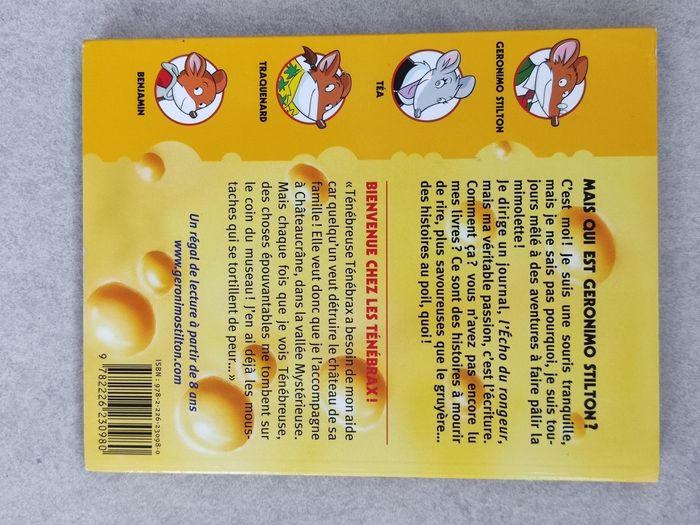 GERONIMO STILTON
TÉA
TRAQUENARD
BENJAMIN
MAIS QUI EST GERONIMO STILTON ?
C'est moi ! Je suis une souris tranquille,
mais je ne sais pas pourquoi, je suis tou-
jours mêlé à des aventures à faire pâlir la
mimolette !
Je dirige un journal, l'Écho du rongeur,
mais ma véritable passion, c'est l'écriture.
Comment ça ? vous n'avez pas encore lu
mes livres ? Ce sont des histoires à mourir
de rire, plus savoureuses que le gruyère...
des histoires au poil, quoi !
BIENVENUE CHEZ LES TÉNÉBRAX !
« Ténébreuse Ténébrax a besoin de mon aide
car quelqu'un veut détruire le château de sa
famille ! Elle veut donc que je l'accompagne
à Châteaucrâne, dans la vallée Mystérieuse.
Mais chaque fois que je vois Ténébreuse,
des choses épouvantables me tombent sur
le coin du museau ! J'en ai déjà les mous-
taches qui se tortillent de peur... »
Un régal de lecture à partir de 8 ans
www.geronimostilton.com
ISBN : 978-2-226-23098-0
9 782226 230980